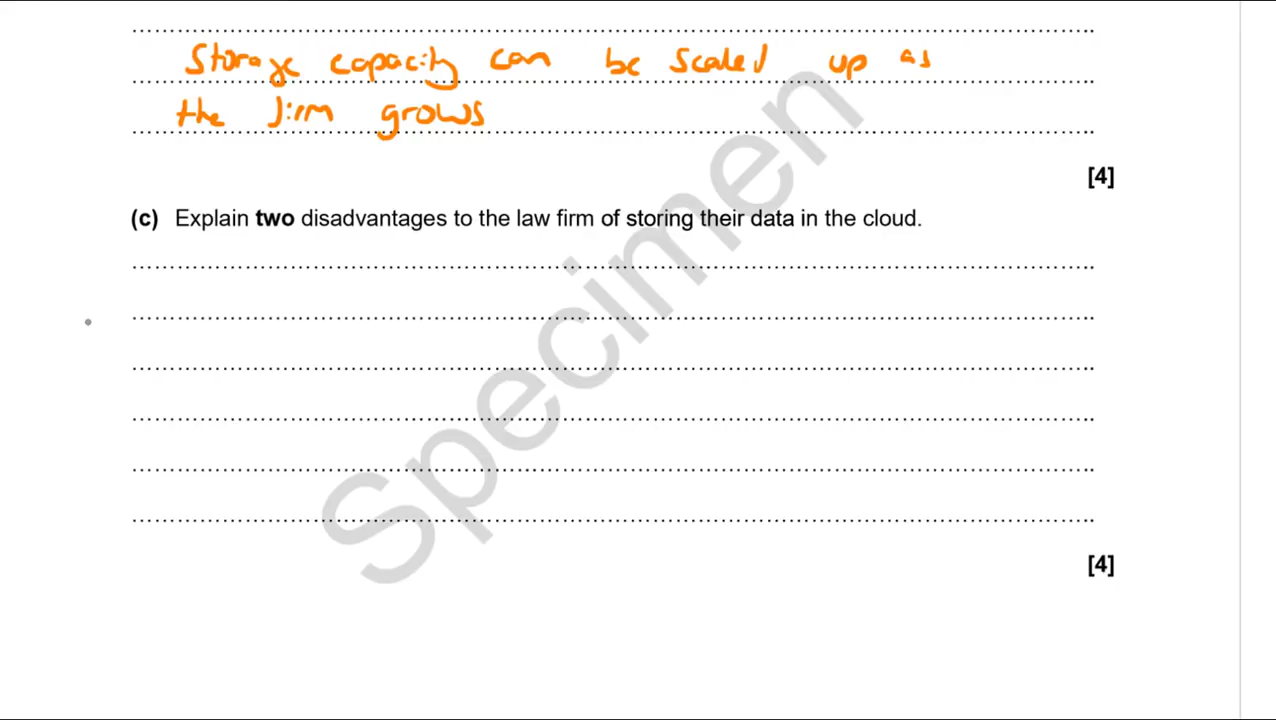 Storage capacity can be scaled up as
the firm grows
[4]
(c) Explain two disadvantages to the law firm of storing their data in the cloud.
Specimen
[4]